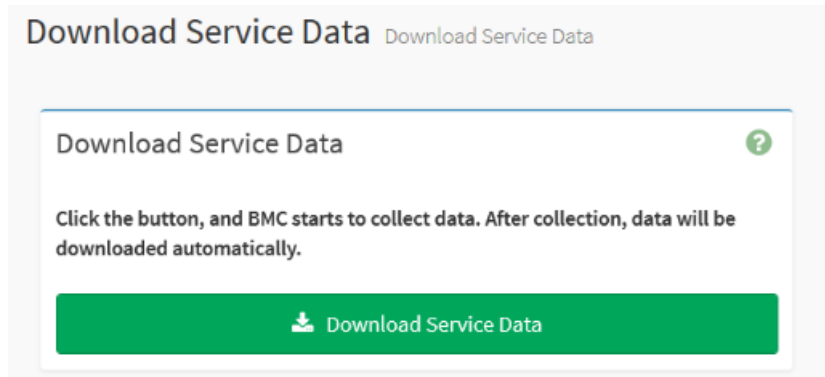 Download Service Data Download Service Data
Download Service Data
Click the button, and BMC starts to collect data. After collection, data will be
downloaded automatically.
Download Service Data